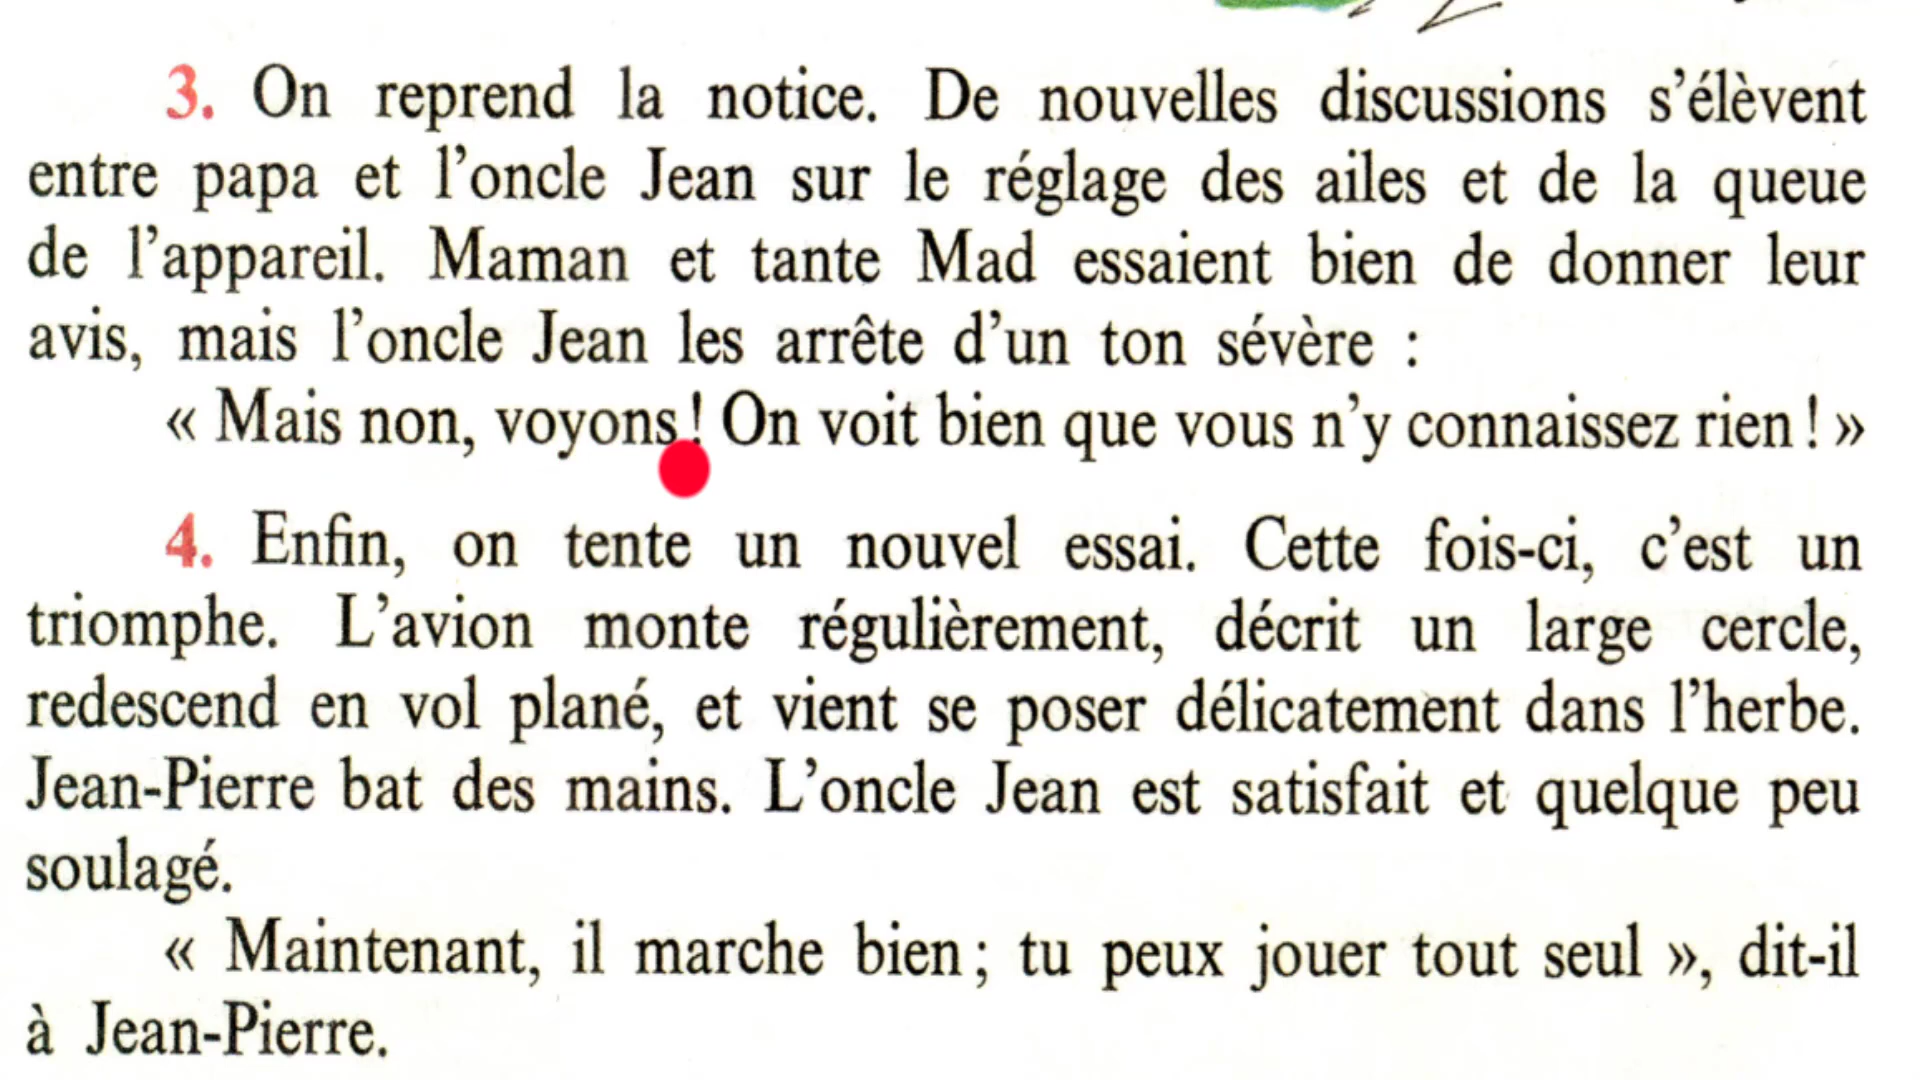 3. On reprend la notice. De nouvelles discussions s'élèvent
entre papa et l'oncle Jean sur le réglage des ailes et de la queue
de l'appareil. Maman et tante Mad essaient bien de donner leur
avis, mais l'oncle Jean les arrête d'un ton sévère :
« Mais non, voyons! On voit bien que vous n'y connaissez rien! »
4. Enfin, on tente un nouvel essai. Cette fois-ci, c'est un
triomphe. L'avion monte régulièrement, décrit un large cercle,
redescend en vol plané, et vient se poser délicatement dans l'herbe.
Jean-Pierre bat des mains. L'oncle Jean est satisfait et quelque peu
soulagé.
« Maintenant, il marche bien; tu peux jouer tout seul », dit-il
à Jean-Pierre.